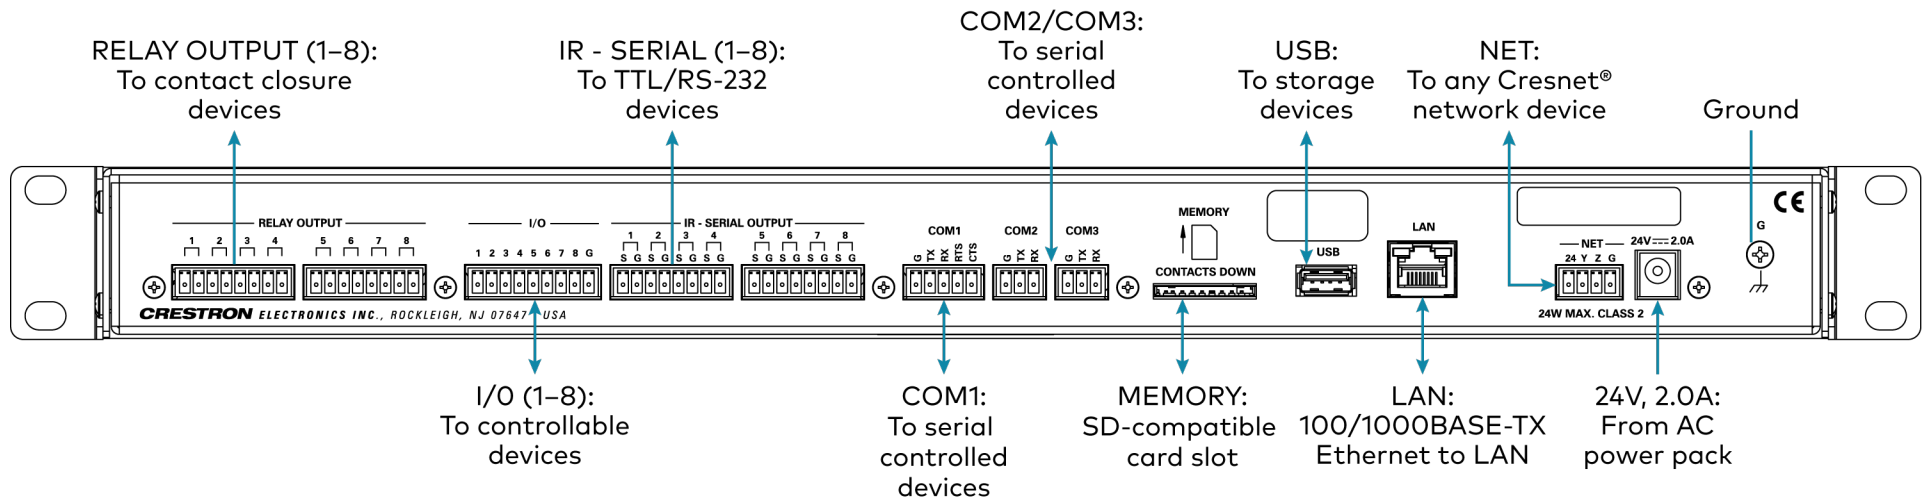 RELAY OUTPUT (1–8):
To contact closure
devices
IR - SERIAL (1–8):
To TTL/RS-232
devices
COM2/COM3:
To serial
controlled
devices
USB:
To storage
devices
NET:
To any Cresnet®
network device
Ground
RELAY OUTPUT
1 2 3 4 5 6 7 8
I/O
1 2 3 4 5 6 7 8 G
IR - SERIAL OUTPUT
1 2 3 4 5 6 7 8
S G S G S G S G S G S G S G S G
COM1
G TX RX RTS CTS
COM2
G TX RX
COM3
G TX RX
MEMORY
CONTACTS DOWN
USB
LAN
NET
24 Y Z G
24V 2.0A
24W MAX. CLASS 2
G
CE
CRESTRON ELECTRONICS INC., ROCKLEIGH, NJ 07647 USA
I/O (1–8):
To controllable
devices
COM1:
To serial
controlled
devices
MEMORY:
SD-compatible
card slot
LAN:
100/1000BASE-TX
Ethernet to LAN
24V, 2.0A:
From AC
power pack